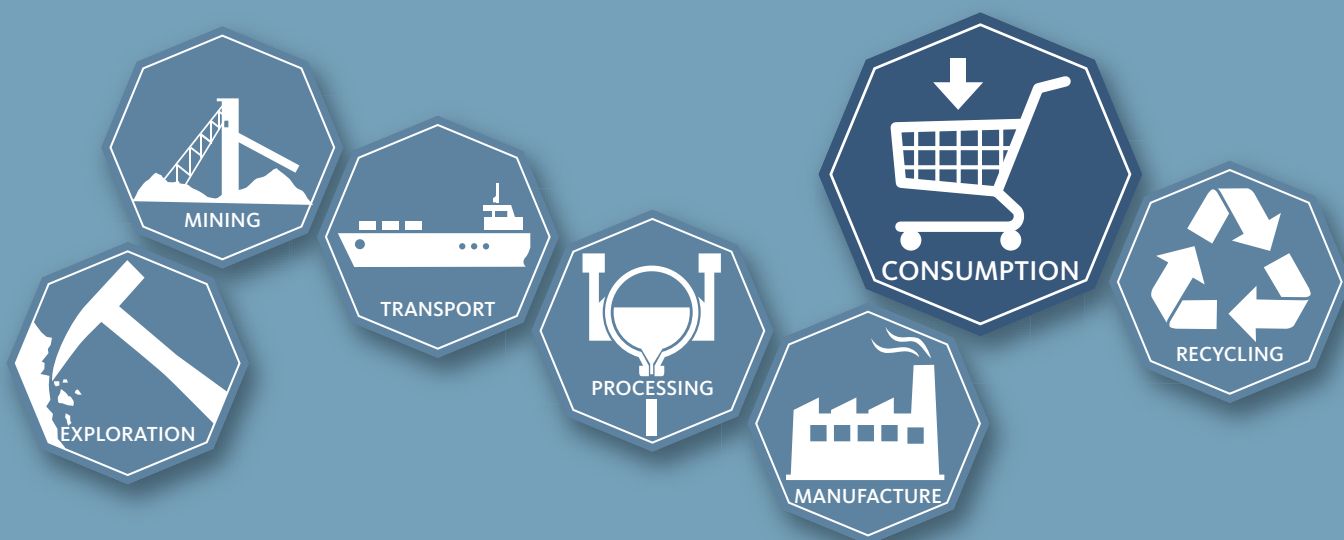 EXPLORATION
MINING
TRANSPORT
PROCESSING
MANUFACTURE
CONSUMPTION
RECYCLING